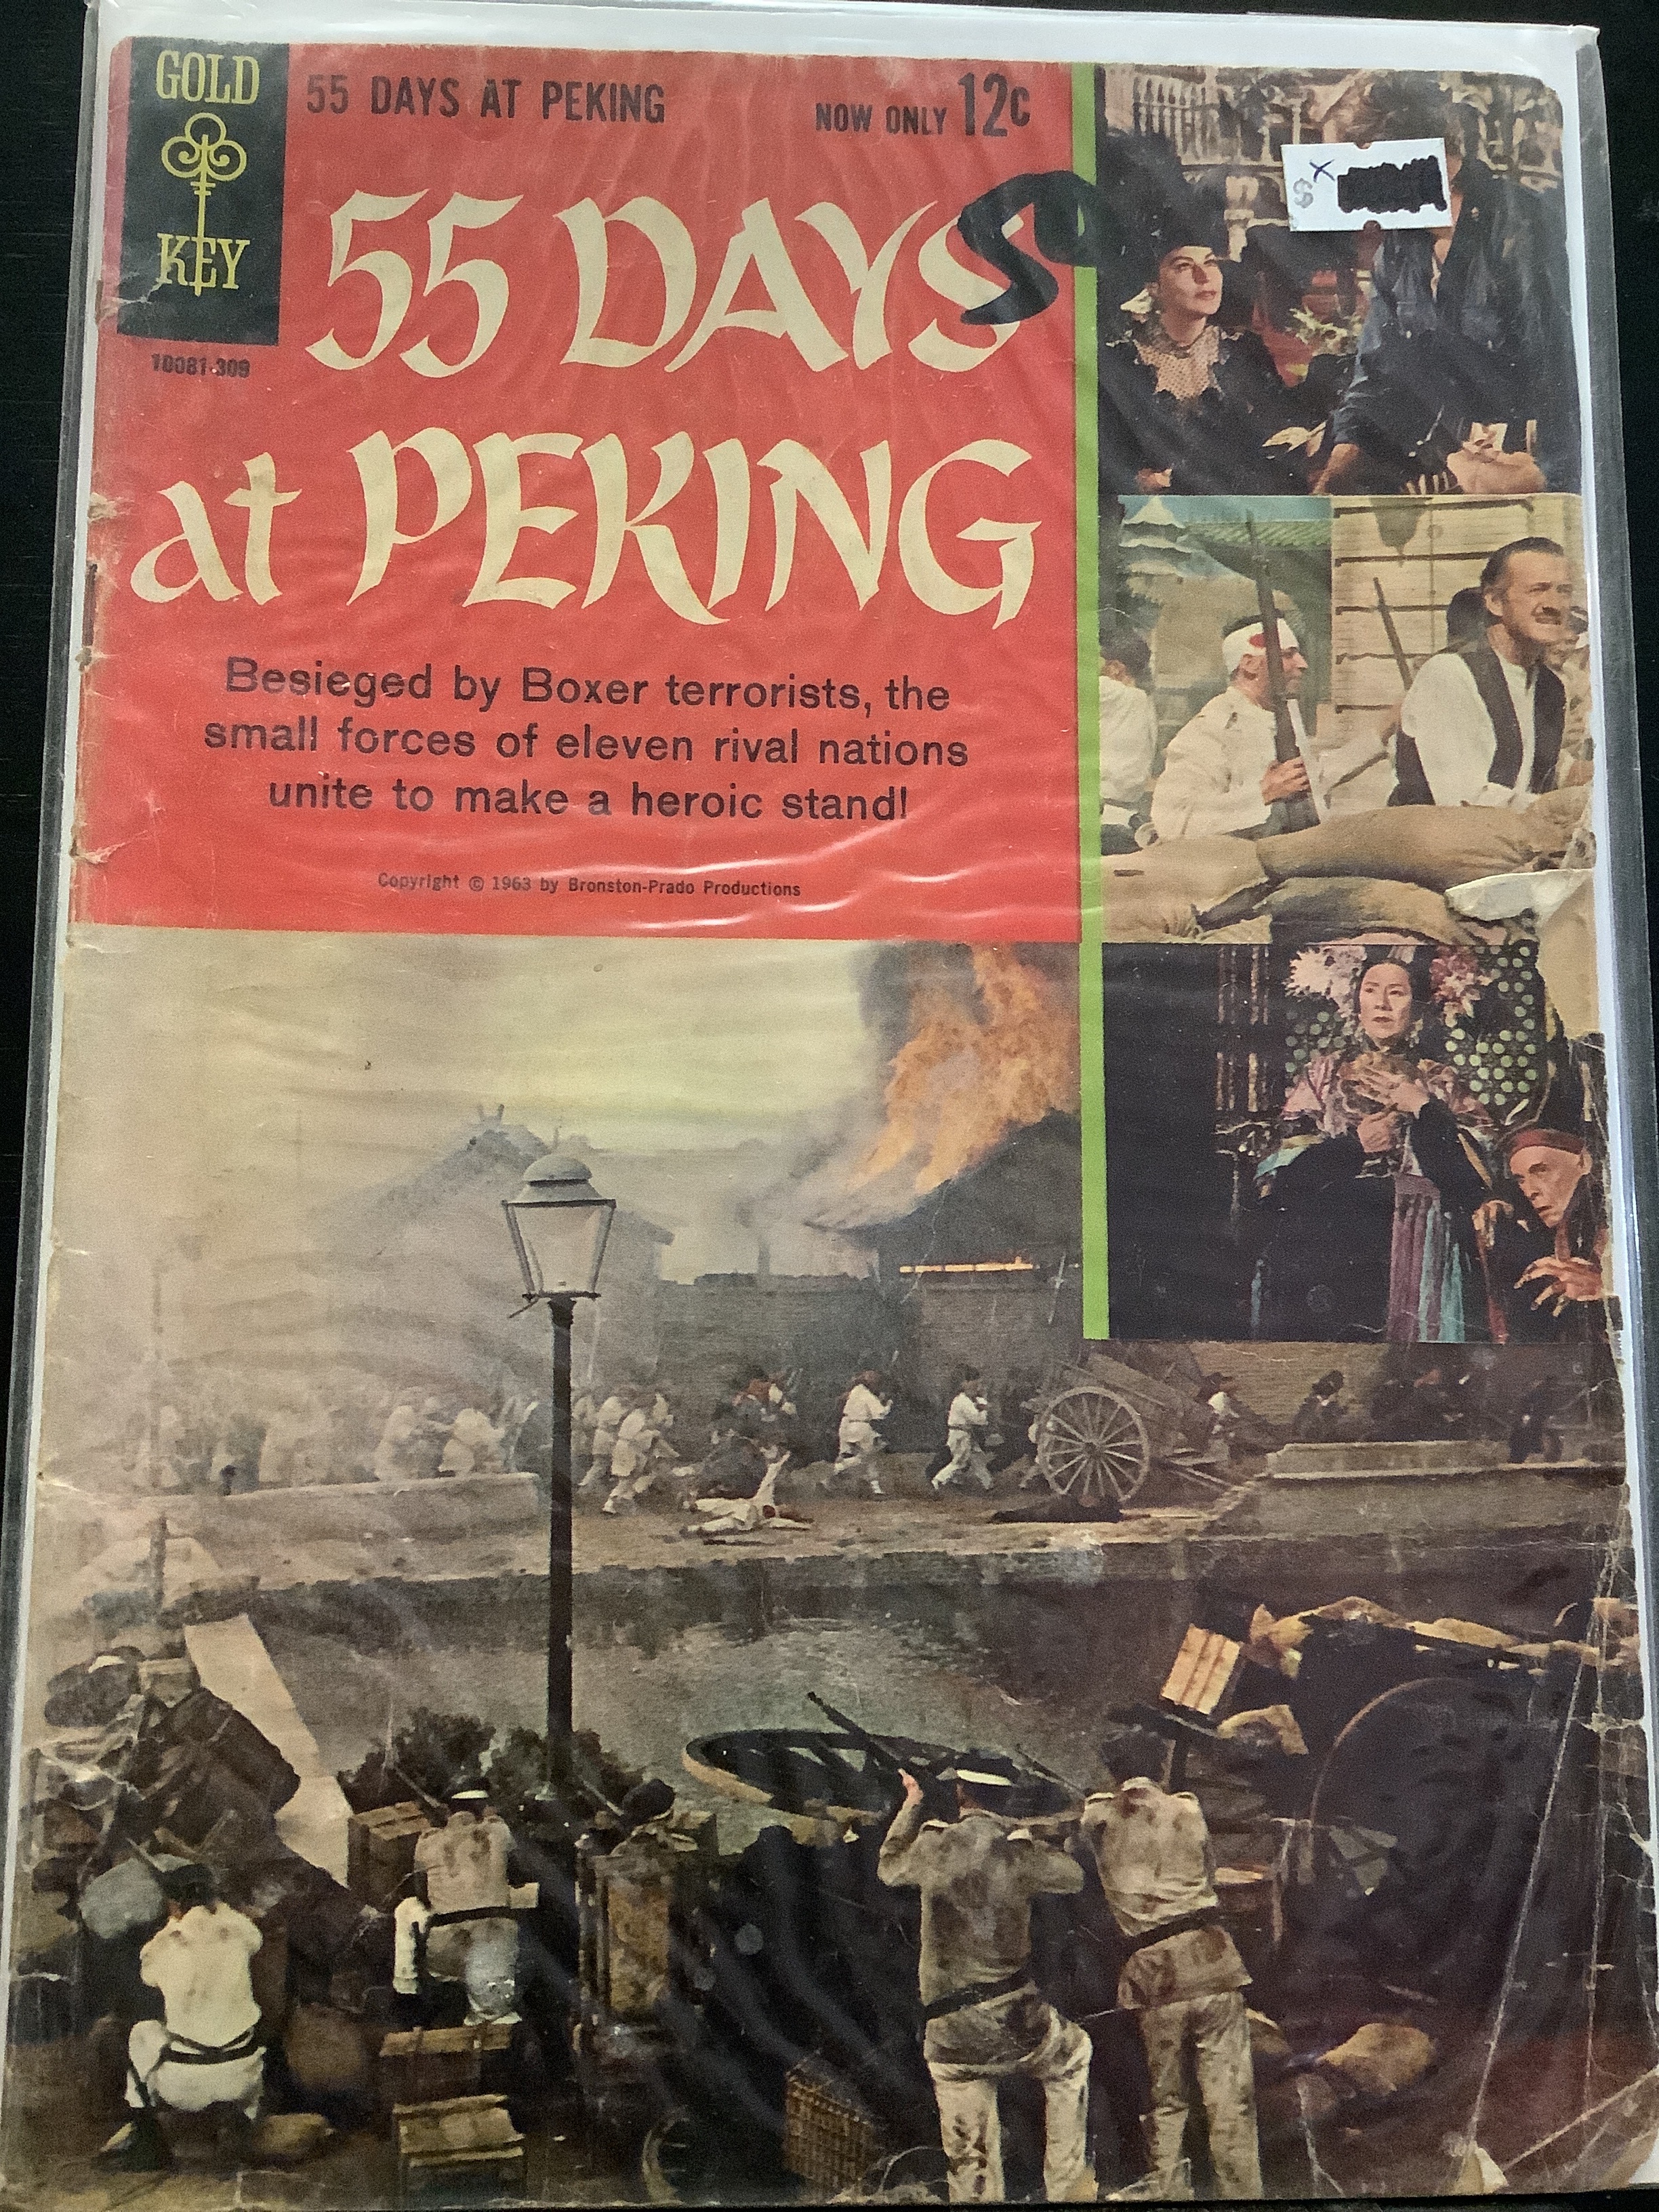 GOLD
KEY
55 DAYS AT PEKING
NOW ONLY 12c
$ x
50
55 DAYS
at PEKING
10081-309
Besieged by Boxer terrorists, the
small forces of eleven rival nations
unite to make a heroic stand!
Copyright © 1963 by Bronston-Prado Productions